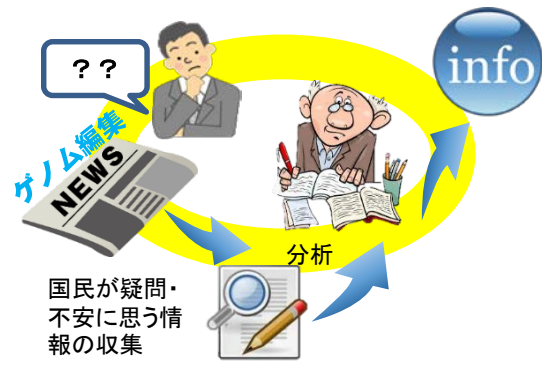 ？？
info
ゲノム編集
NEWS
分析
国民が疑問・
不安に思う情
報の収集